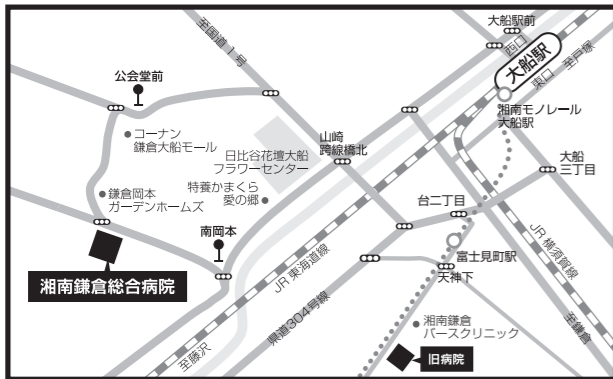 大船駅前
西口
至国道1号
大船駅
東口
至戸塚
公会堂前
湘南モノレール
大船駅
コーナン
鎌倉大船モール
山崎
跨線橋北
日比谷花壇大船
フラワーセンター
大船
三丁目
特養かまくら
愛の郷
鎌倉岡本
ガーデンホームズ
台二丁目
南岡本
JR横須賀線
富士見町駅
湘南鎌倉総合病院
JR東海道線
天神下
県道304号線
至鎌倉
湘南鎌倉
バースクリニック
至藤沢
旧病院